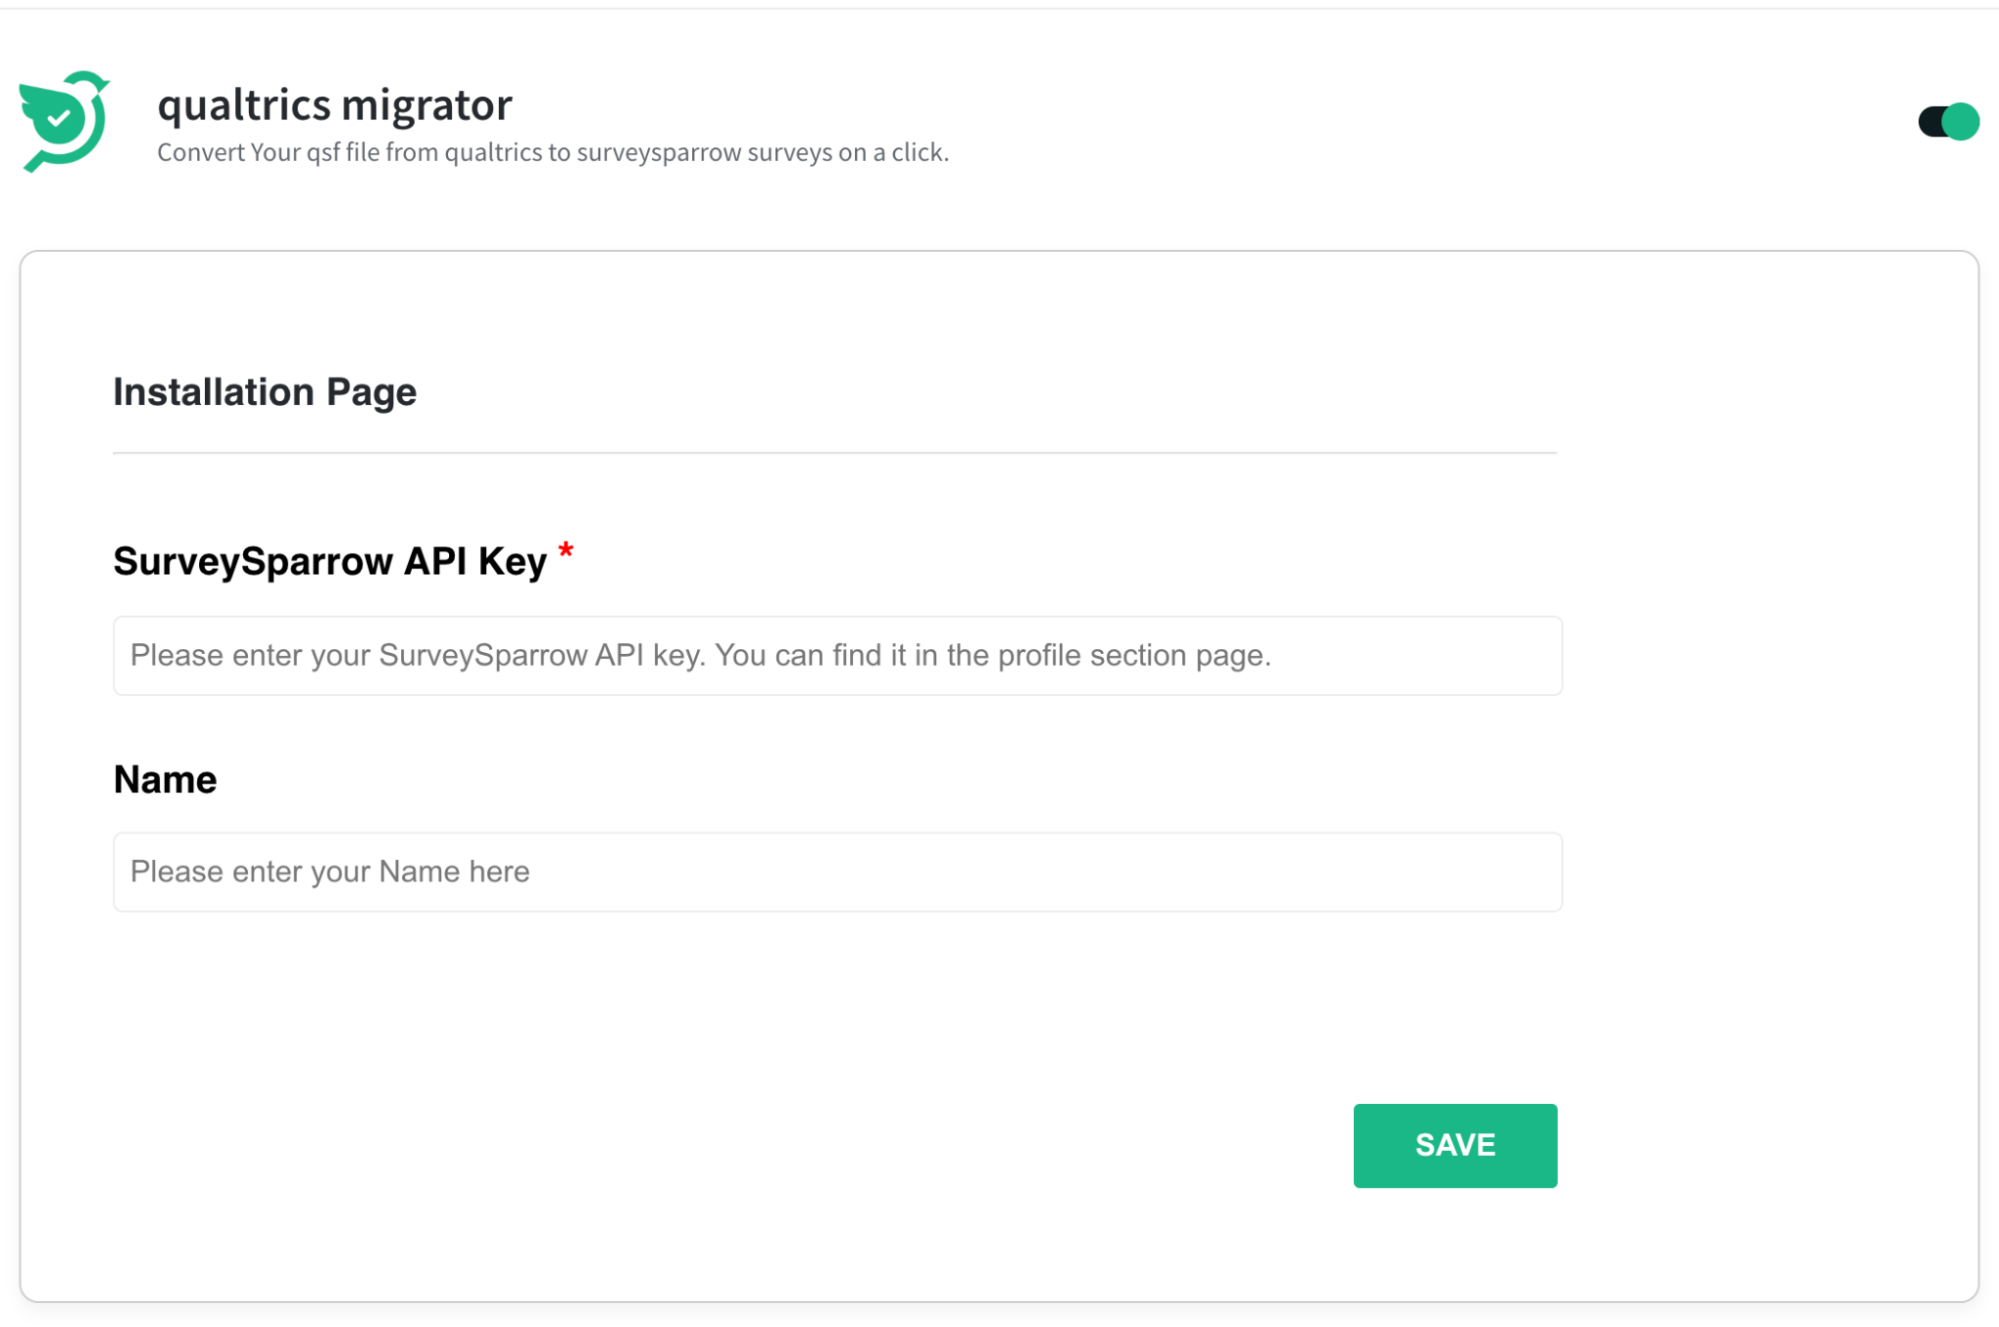 qualtrics migrator
Convert Your qsf file from qualtrics to surveysparrow surveys on a click.
Installation Page
SurveySparrow API Key *
Please enter your SurveySparrow API key. You can find it in the profile section page.
Name
Please enter your Name here
SAVE